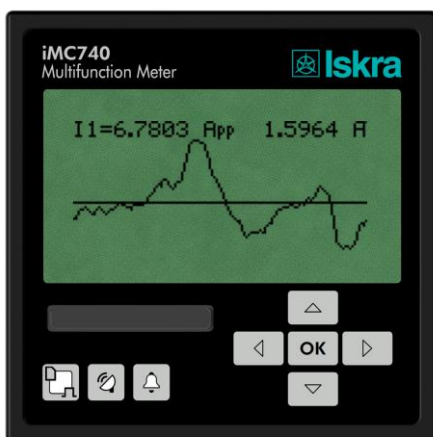 iMC740
Multifunction Meter
Iskra
I1=6.7803 App 1.5964 A
OK